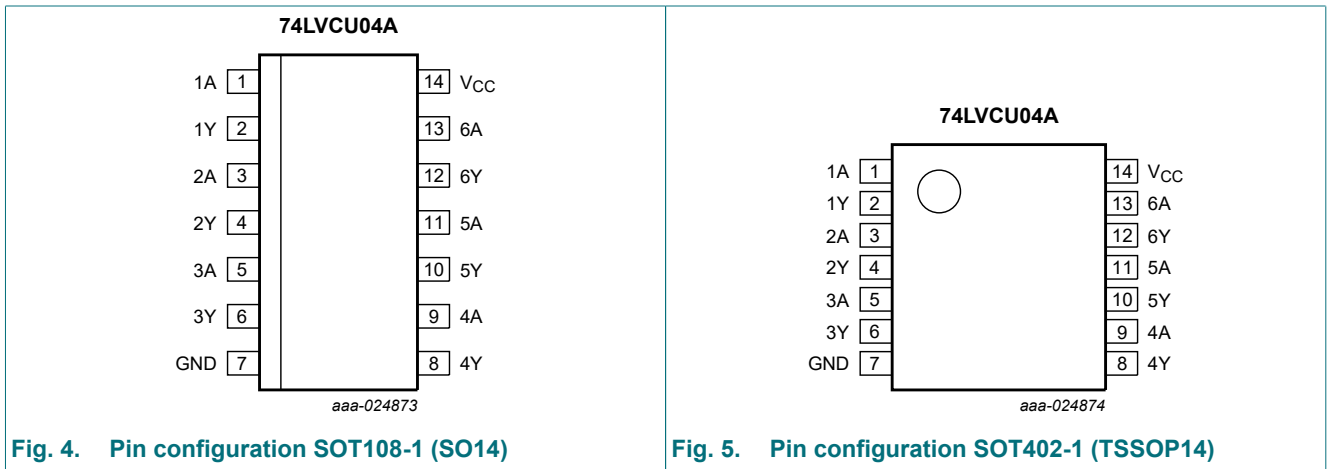 74LVCU04A
1A 1 14 VCC
1Y 2 13 6A
2A 3 12 6Y
2Y 4 11 5A
3A 5 10 5Y
3Y 6 9 4A
GND 7 8 4Y
aaa-024873
Fig. 4. Pin configuration SOT108-1 (SO14)
74LVCU04A
1A 1 14 VCC
1Y 2 13 6A
2A 3 12 6Y
2Y 4 11 5A
3A 5 10 5Y
3Y 6 9 4A
GND 7 8 4Y
aaa-024874
Fig. 5. Pin configuration SOT402-1 (TSSOP14)